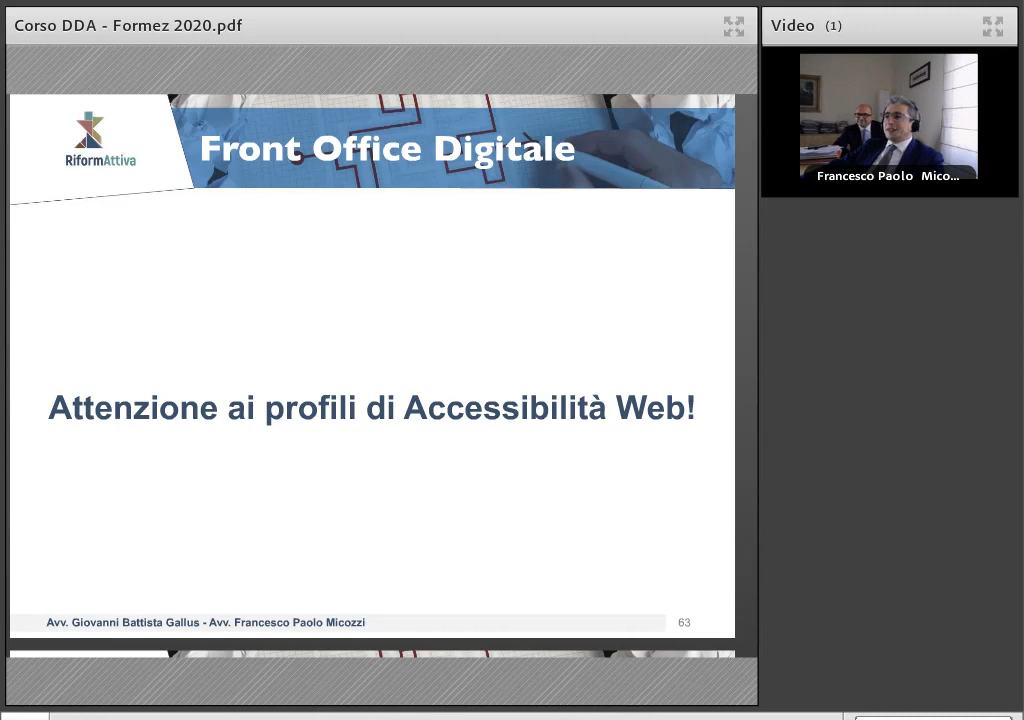 Corso DDA - Formez 2020.pdf
Video (1)
RiformAttiva
Front Office Digitale
Francesco Paolo Mico...
Attenzione ai profili di Accessibilità Web!
Avv. Giovanni Battista Gallus - Avv. Francesco Paolo Micozzi
63